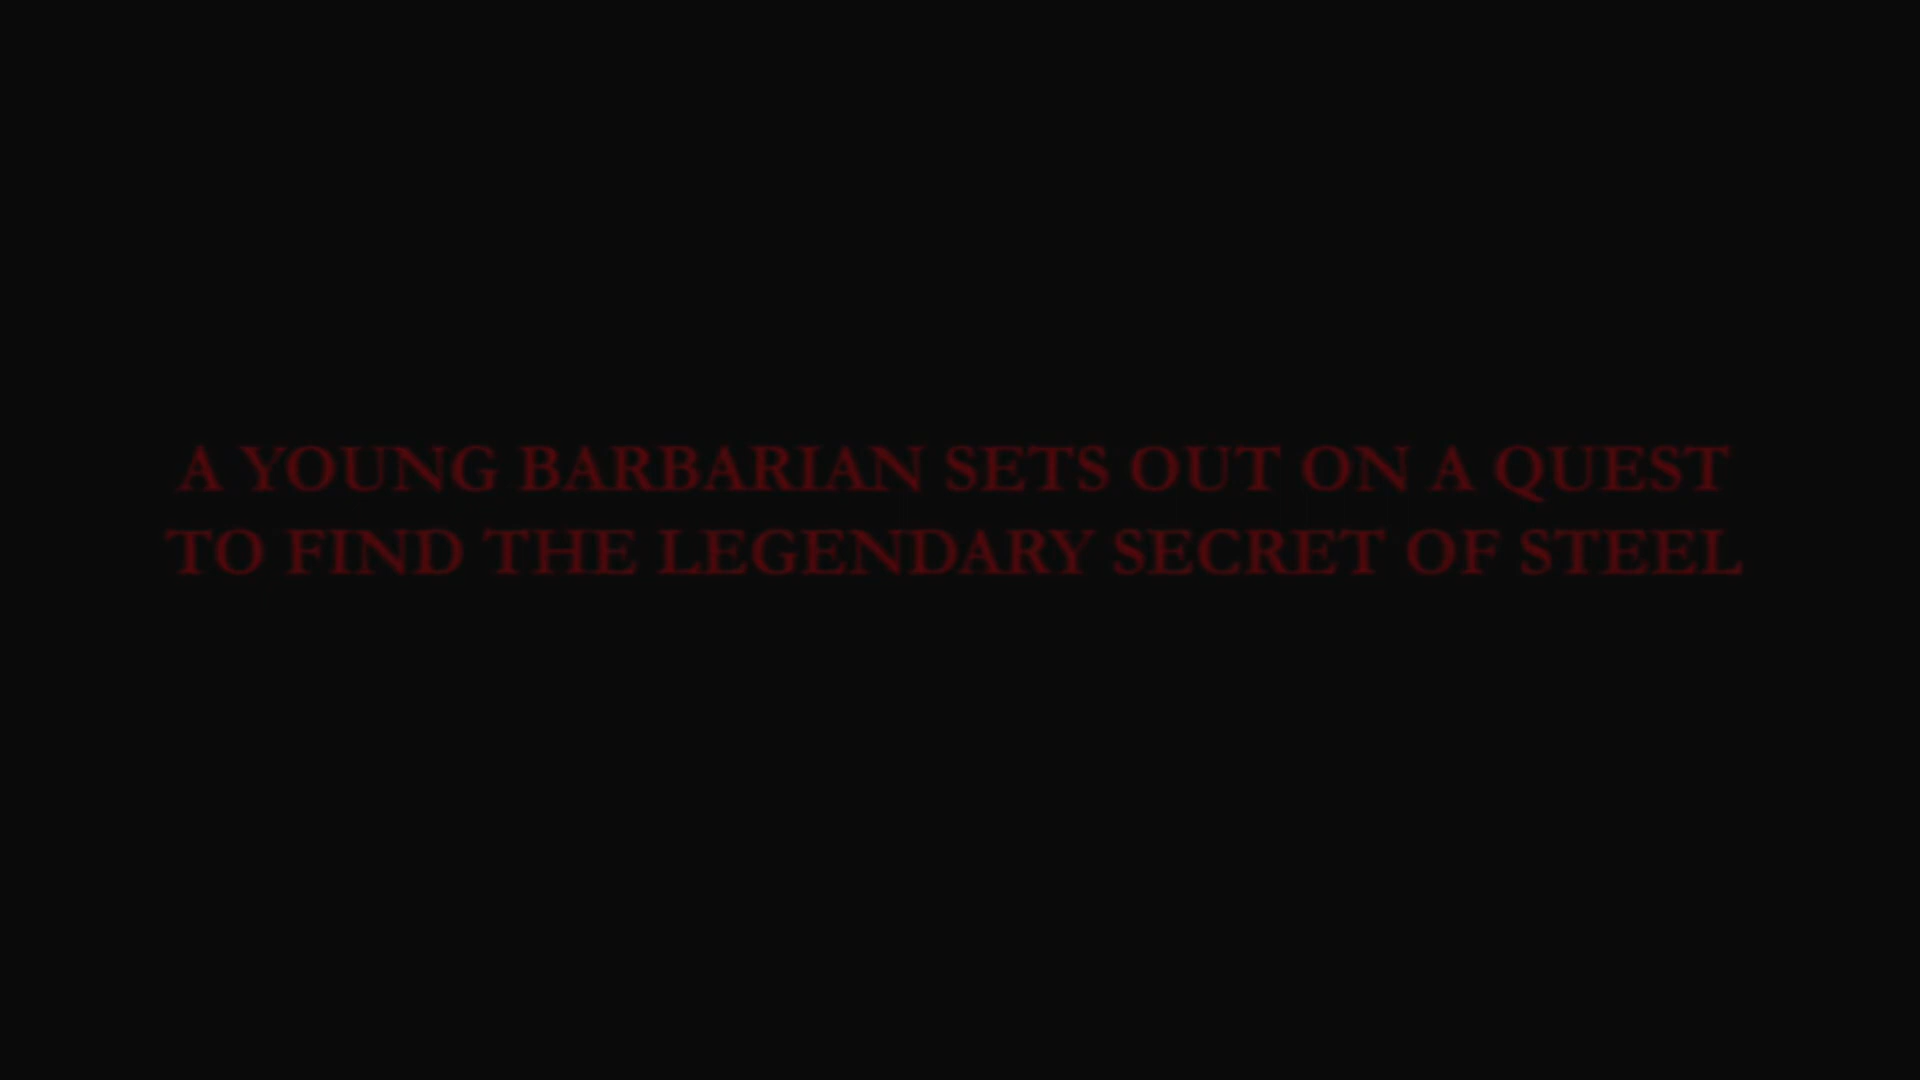 A YOUNG BARBARIAN SETS OUT ON A QUEST
TO FIND THE LEGENDARY SECRET OF STEEL